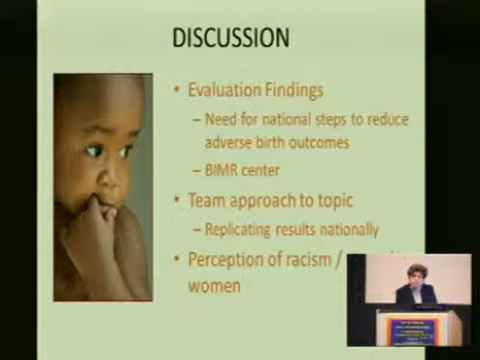 DISCUSSION
• Evaluation Findings
– Need for national steps to reduce
adverse birth outcomes
– BIMR center
• Team approach to topic
– Replicating results nationally
• Perception of racism /
women